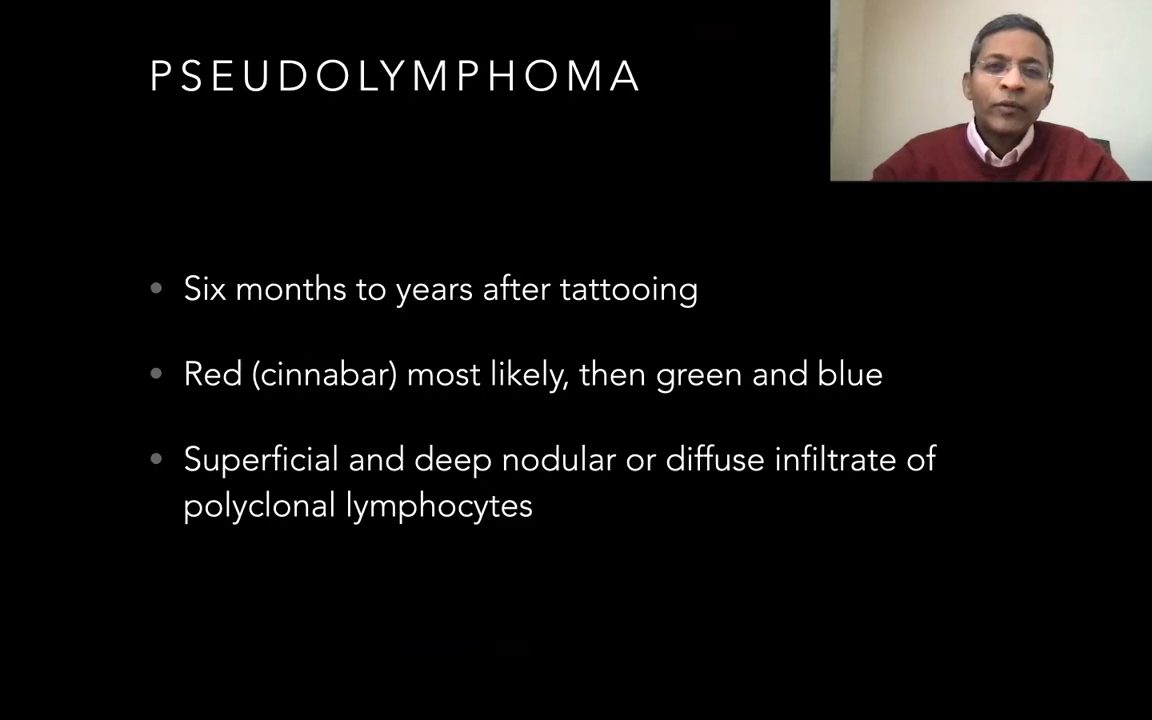 PSEUDOLYMPHOMA
• Six months to years after tattooing
• Red (cinnabar) most likely, then green and blue
• Superficial and deep nodular or diffuse infiltrate of
polyclonal lymphocytes